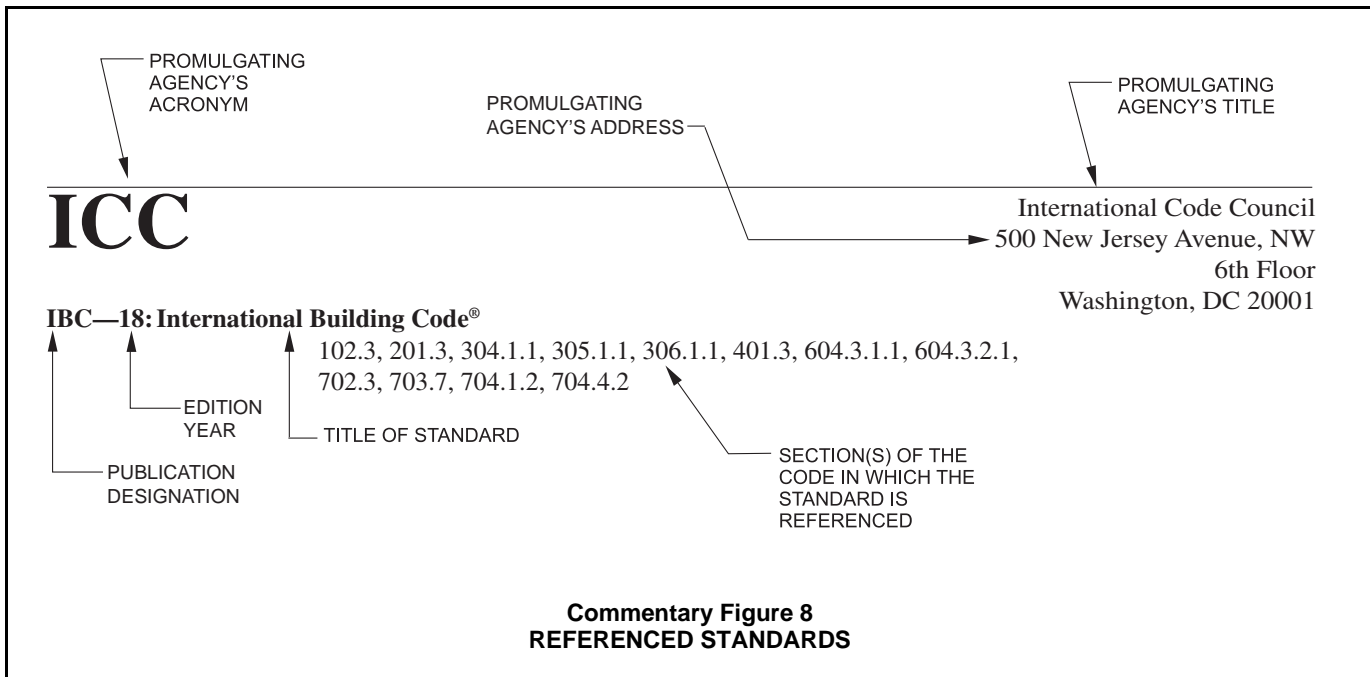 PROMULGATING
AGENCY'S
ACRONYM
PROMULGATING
AGENCY'S ADDRESS
PROMULGATING
AGENCY'S TITLE
ICC
International Code Council
500 New Jersey Avenue, NW
6th Floor
Washington, DC 20001
IBC—18: International Building Code®
102.3, 201.3, 304.1.1, 305.1.1, 306.1.1, 401.3, 604.3.1.1, 604.3.2.1,
702.3, 703.7, 704.1.2, 704.4.2
EDITION
YEAR
TITLE OF STANDARD
PUBLICATION
DESIGNATION
SECTION(S) OF THE
CODE IN WHICH THE
STANDARD IS
REFERENCED
Commentary Figure 8
REFERENCED STANDARDS